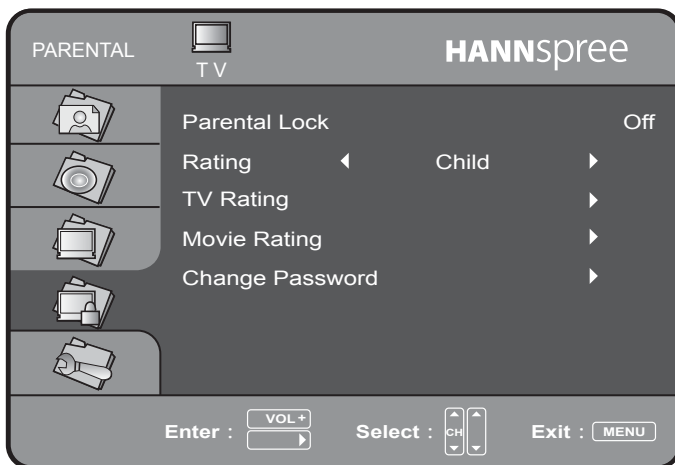 PARENTAL
TV
HANNspree
Parental Lock Off
Rating Child
TV Rating
Movie Rating
Change Password
Enter : VOL+ Select : CH Exit : MENU